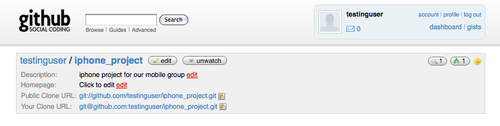 github
SOCIAL CODING
Search
Browse | Guides | Advanced
testinguser
account | profile | log out
0
dashboard | gists
testinguser / iphone_project
edit
unwatch
1
1
Description: iphone project for our mobile group edit
Homepage: Click to edit edit
Public Clone URL: git://github.com/testinguser/iphone_project.git
Your Clone URL: git@github.com:testinguser/iphone_project.git